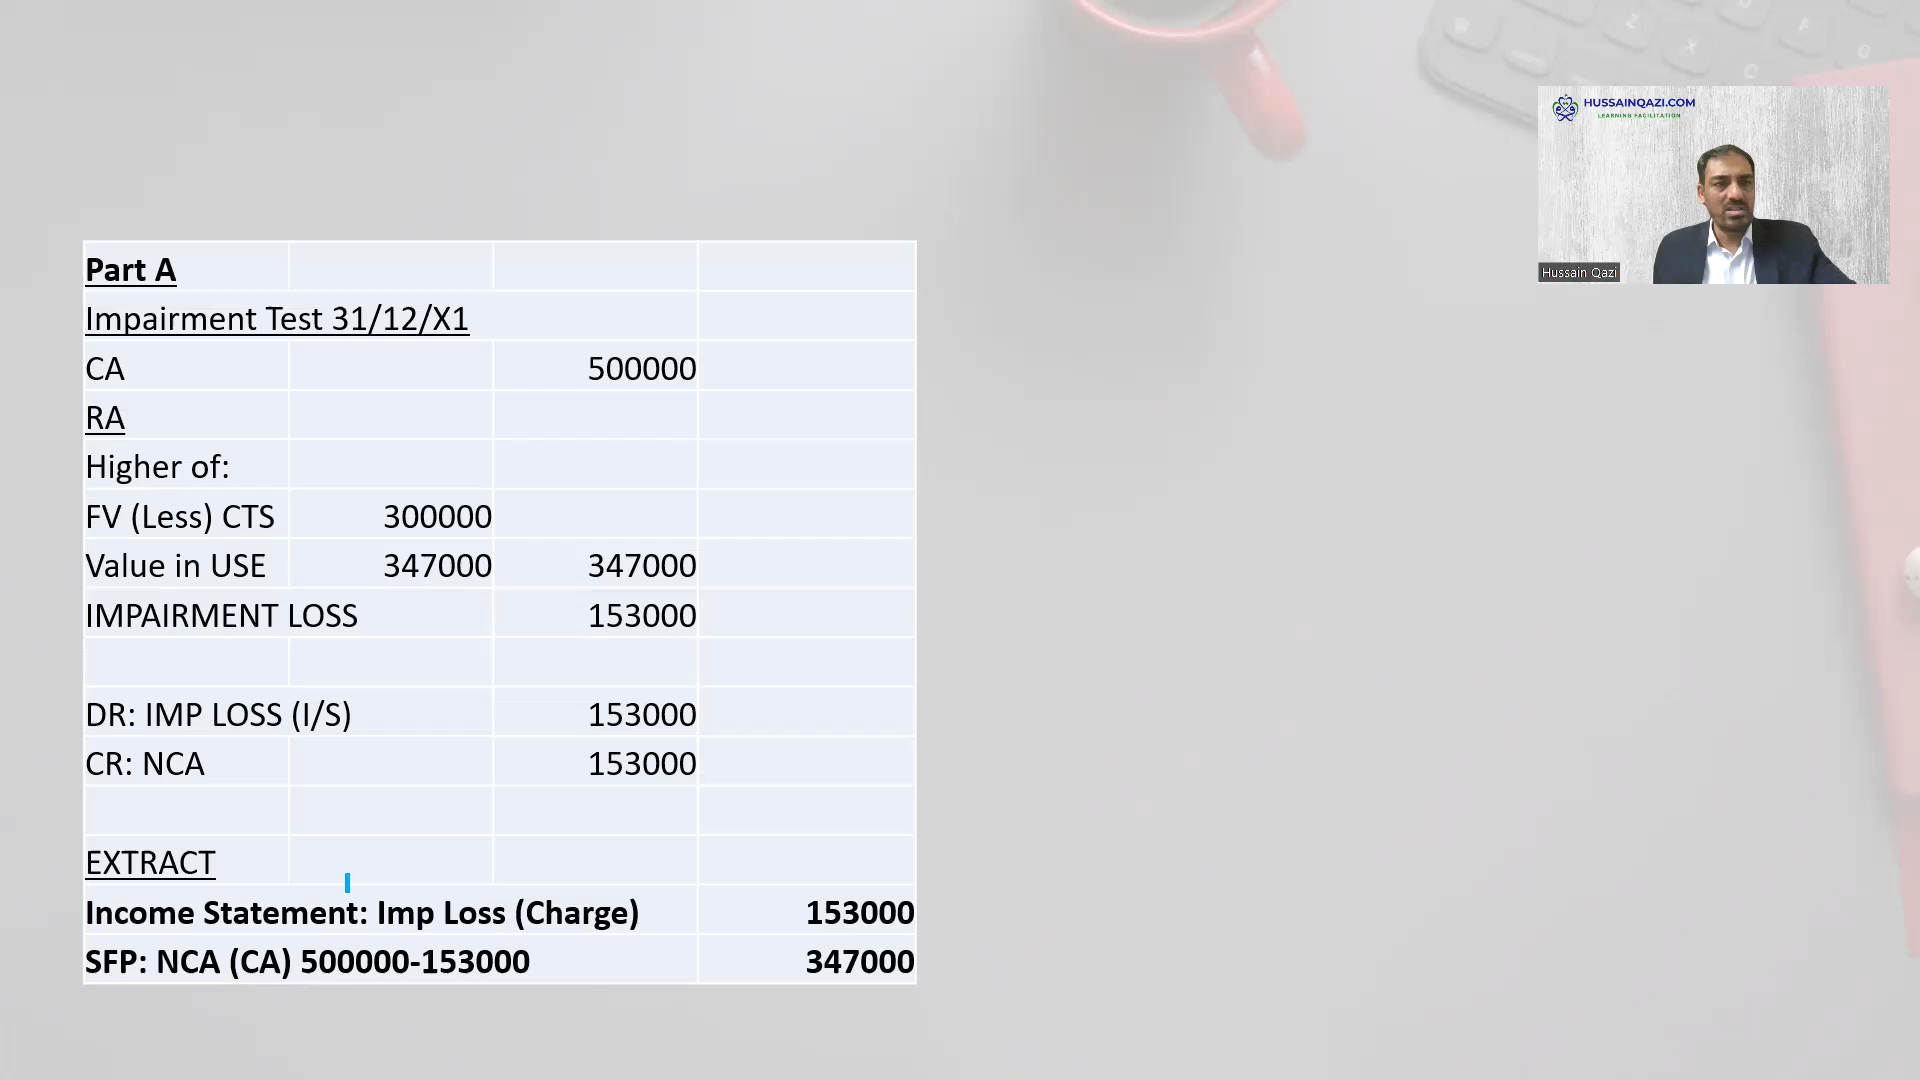 HUSSAINQAZI.COM
LEARNING FACILITATION
Hussain Qazi
Part A
Impairment Test 31/12/X1
CA 500000
RA
Higher of:
FV (Less) CTS 300000
Value in USE 347000 347000
IMPAIRMENT LOSS 153000
DR: IMP LOSS (I/S) 153000
CR: NCA 153000
EXTRACT
Income Statement: Imp Loss (Charge) 153000
SFP: NCA (CA) 500000-153000 347000